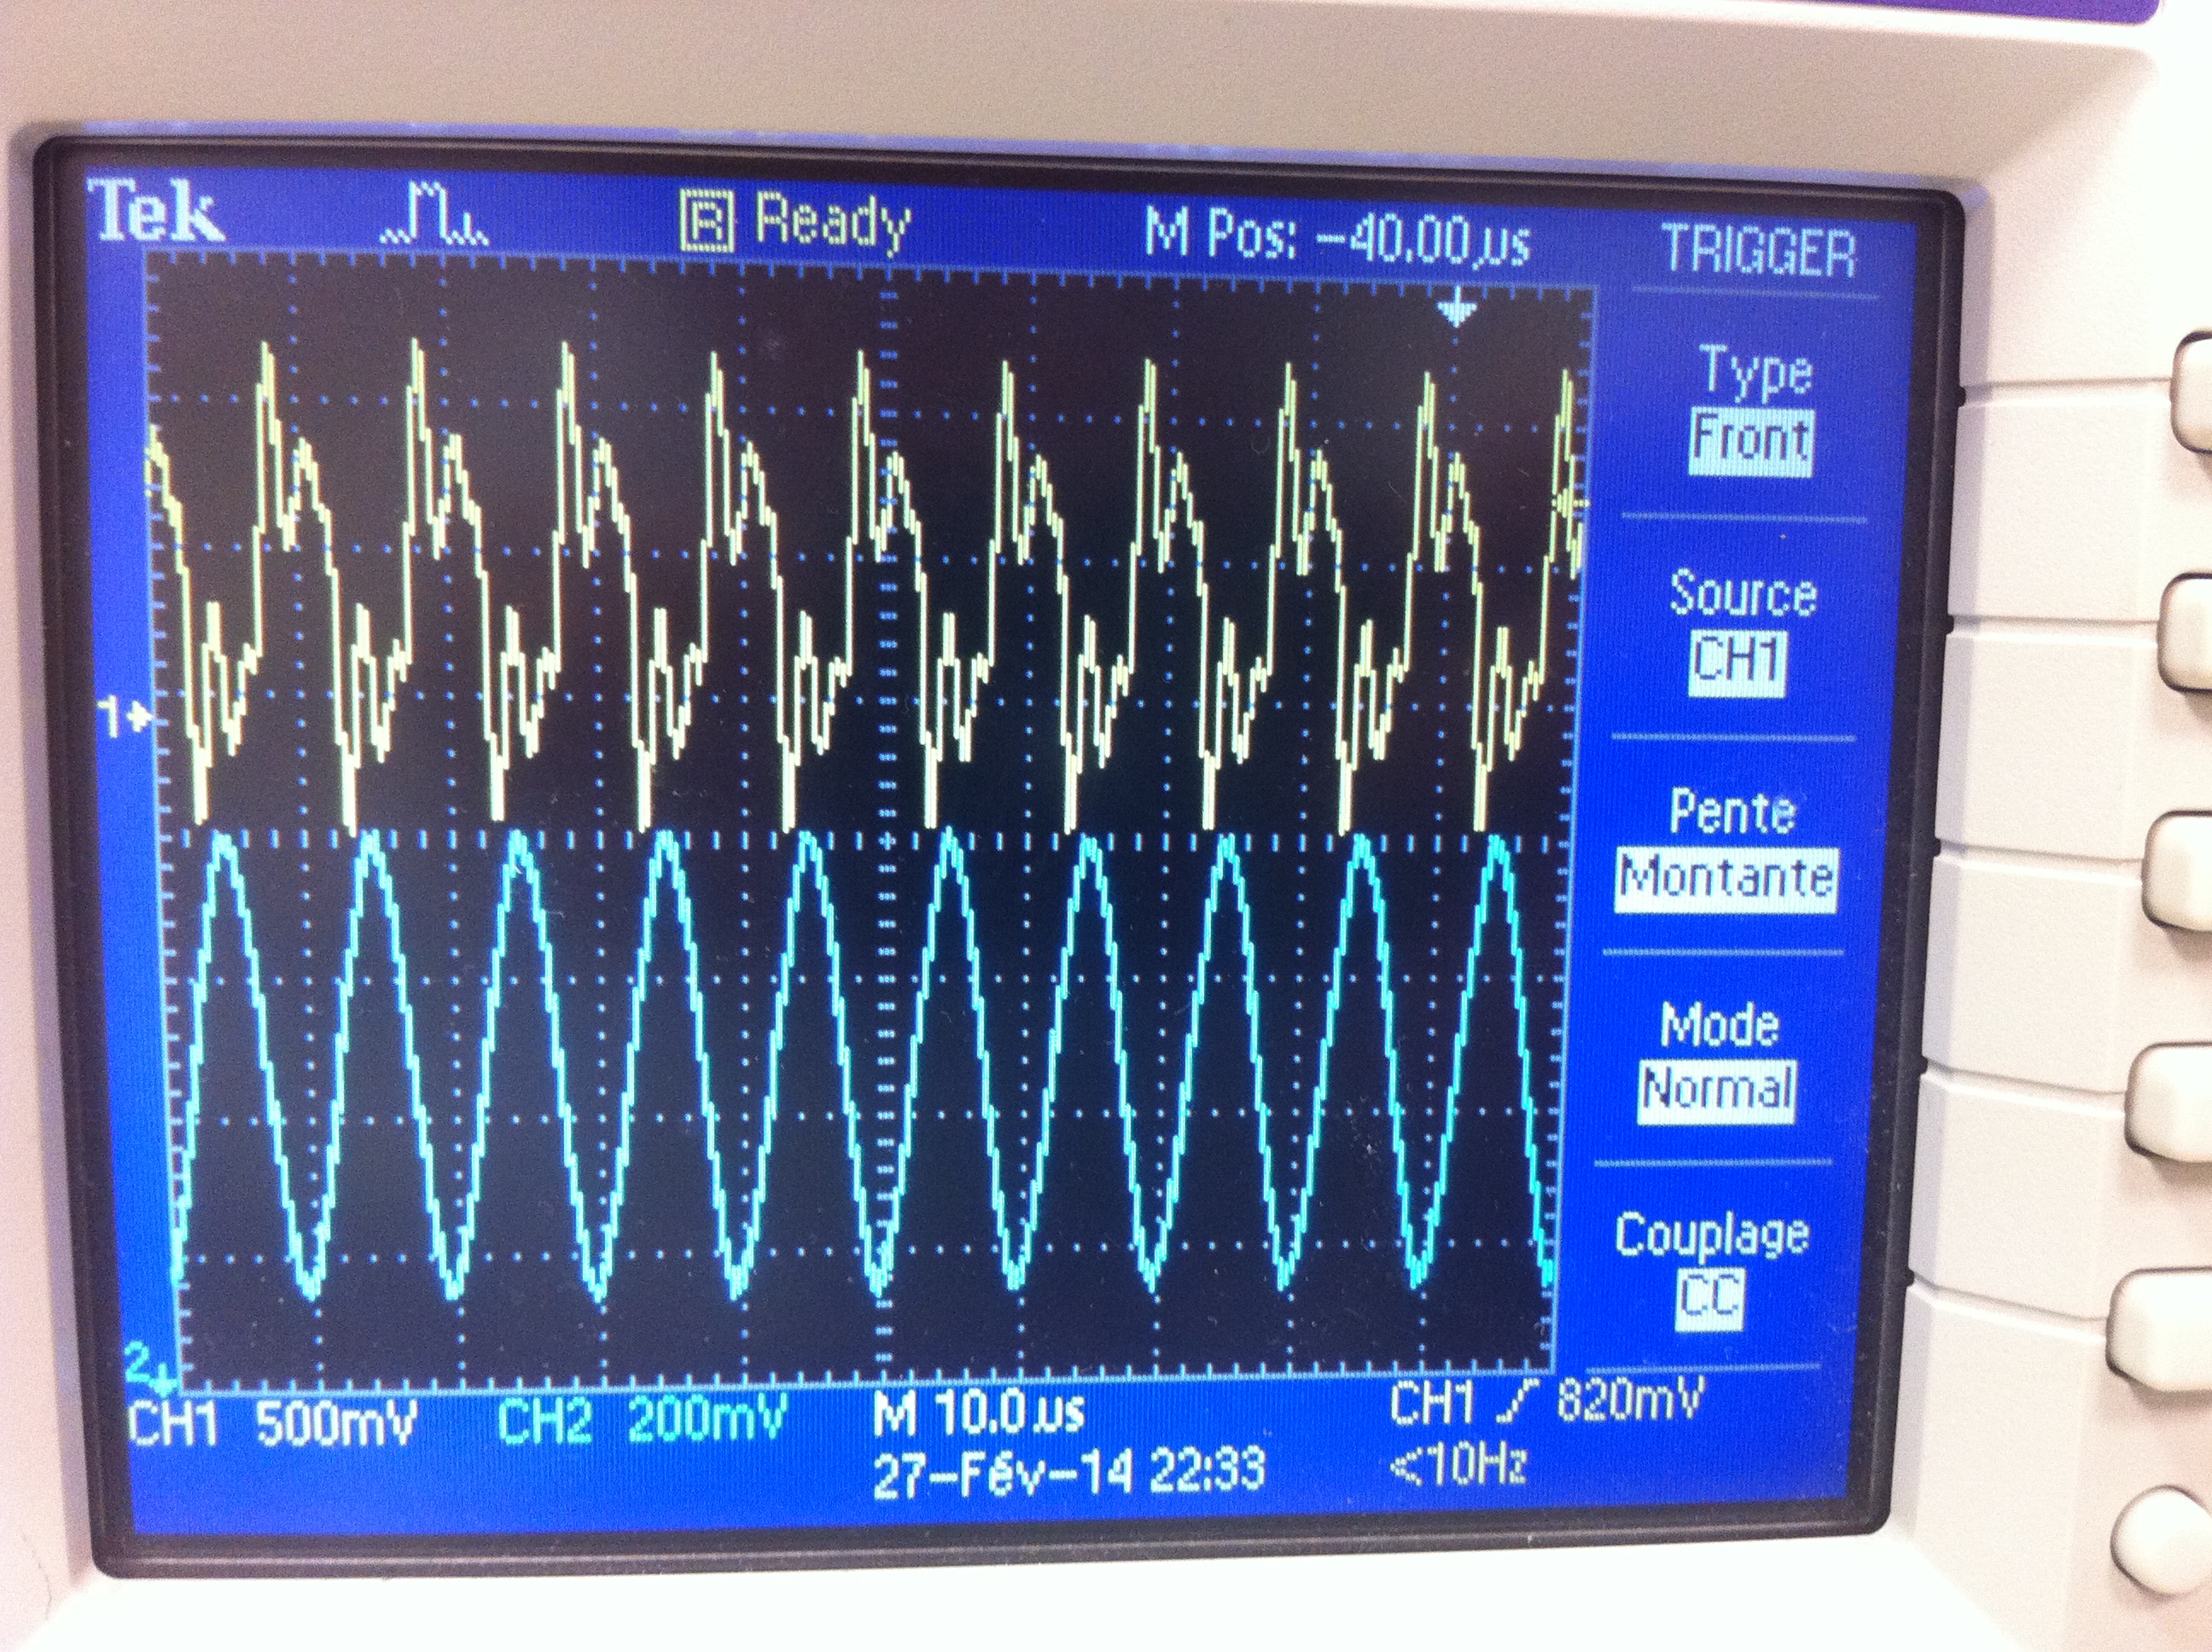 Tek R Ready M Pos: -40.00µs TRIGGER
Type
Front
Source
CH1
1
Pente
Montante
Mode
Normal
Couplage
CC
2
CH1 500mV CH2 200mV M 10.0µs CH1 820mV
27-Fév-14 22:33 <10Hz